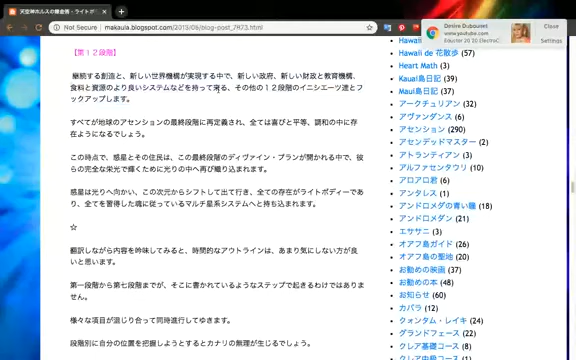 天空神ホルスの錬金術 - ライトボ
Not Secure
makaula.blogspot.com/2013/06/blog-post_7973.html
Desire Dubounet
www.youtube.com
Close
Settings
【第１２段階】
継続する創造と、新しい世界機構が実現する中で、新しい政府、新しい財政と教育機構、
食料と資源のより良いシステムなどを持って来る、その他の１２段階のイニシエーツ達とフ
ックアップします。
すべてが地球のアセンションの最終段階に再定義され、全ては喜びと平等、調和の中に存
在ようになるでしょう。
この時点で、惑星とその住民は、この最終段階のディヴァイン・プランが開かれる中で、彼
らの完全な栄光で輝くために光りの中へ再び織り込まれます。
惑星は光りへ向かい、この次元からシフトして出て行き、全ての存在がライトボディーであ
り、全てを習得した魂に従っているマルチ星系システムへと持ち込まれます。
☆
翻訳しながら内容を吟味してみると、時間的なアウトラインは、あまり気にしない方が良
いと思います。
第一段階から第七段階までが、そこに書かれているようなステップで起きるわけではありま
せん。
様々な項目が混じり合って同時進行してゆきます。
段階別に自分の位置を把握しようとするとカナリの無理が生じるでしょう。
Hawaii de 花散歩 (57)
Heart Math (3)
Kauai島日記 (39)
Maui島日記 (37)
アークチュリアン (32)
アヴァンダンス (6)
アセンション (290)
アセンデッドマスター (2)
アトランティアン (3)
アルファセンタウリ (10)
アロアロ君 (6)
アンタレス (1)
アンドロメダの青い瞳 (18)
アンドロメダン (21)
エササニ (3)
オアフ島ガイド (26)
オアフ島の聖地 (20)
お勧めの映画 (37)
お勧めの本 (48)
お知らせ (60)
カバラ (12)
クォンタム・レイキ (24)
グランドフェース (22)
クレア基礎コース (8)